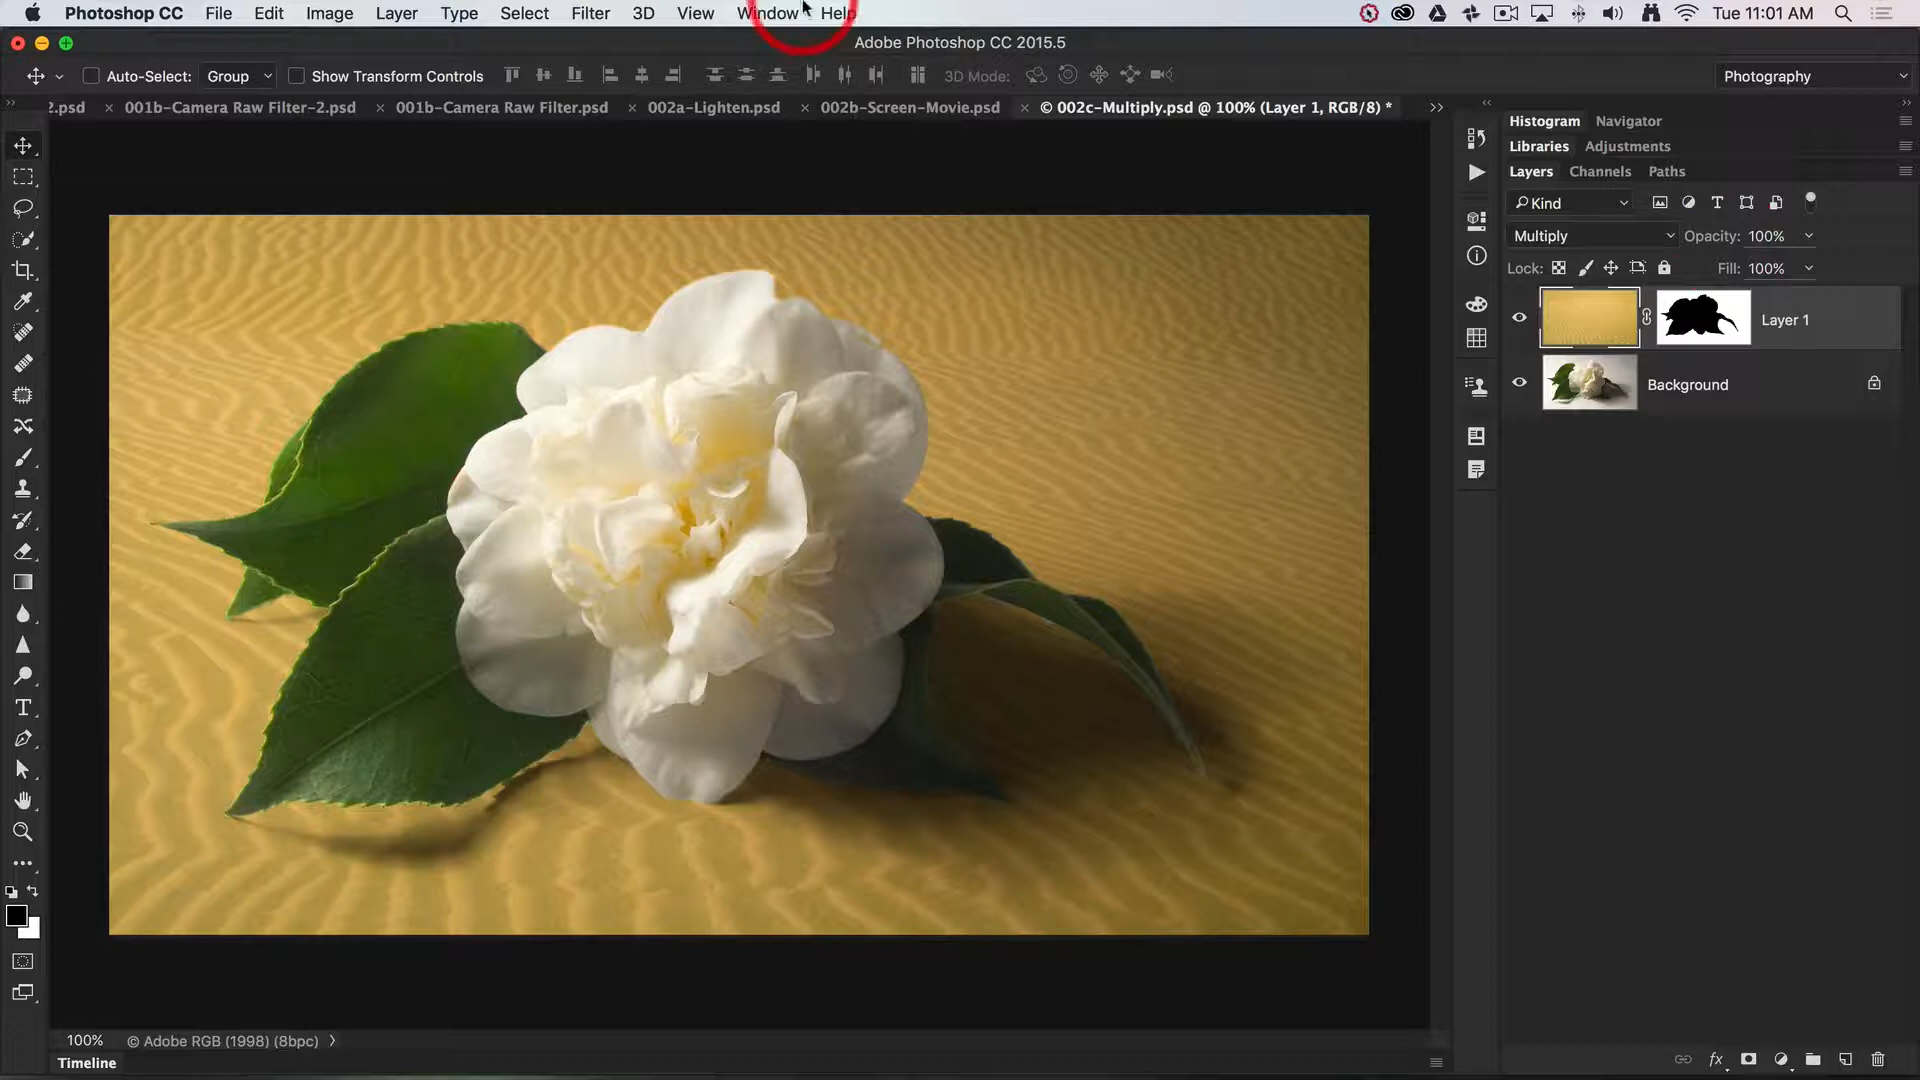 Photoshop CC File Edit Image Layer Type Select Filter 3D View Window Help Tue 11:01 AM
Adobe Photoshop CC 2015.5
Auto-Select: Group Show Transform Controls 3D Mode: Photography
2.psd × 001b-Camera Raw Filter-2.psd × 001b-Camera Raw Filter.psd × 002a-Lighten.psd × 002b-Screen-Movie.psd × © 002c-Multiply.psd @ 100% (Layer 1, RGB/8) *
Histogram Navigator
Libraries Adjustments
Layers Channels Paths
Kind
Multiply Opacity: 100%
Lock: Fill: 100%
Layer 1
Background
100% © Adobe RGB (1998) (8bpc)
Timeline